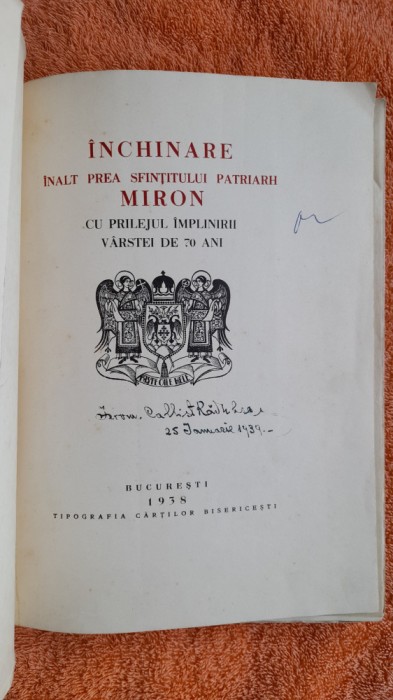 ÎNCHINARE
ÎNALT PREA SFINȚITULUI PATRIARH
MIRON
CU PRILEJUL ÎMPLINIRII
VÂRSTEI DE 70 ANI
Callist
25 Ianuarie 1939.-
BUCUREȘTI
1938
TIPOGRAFIA CĂRȚILOR BISERICEȘTI